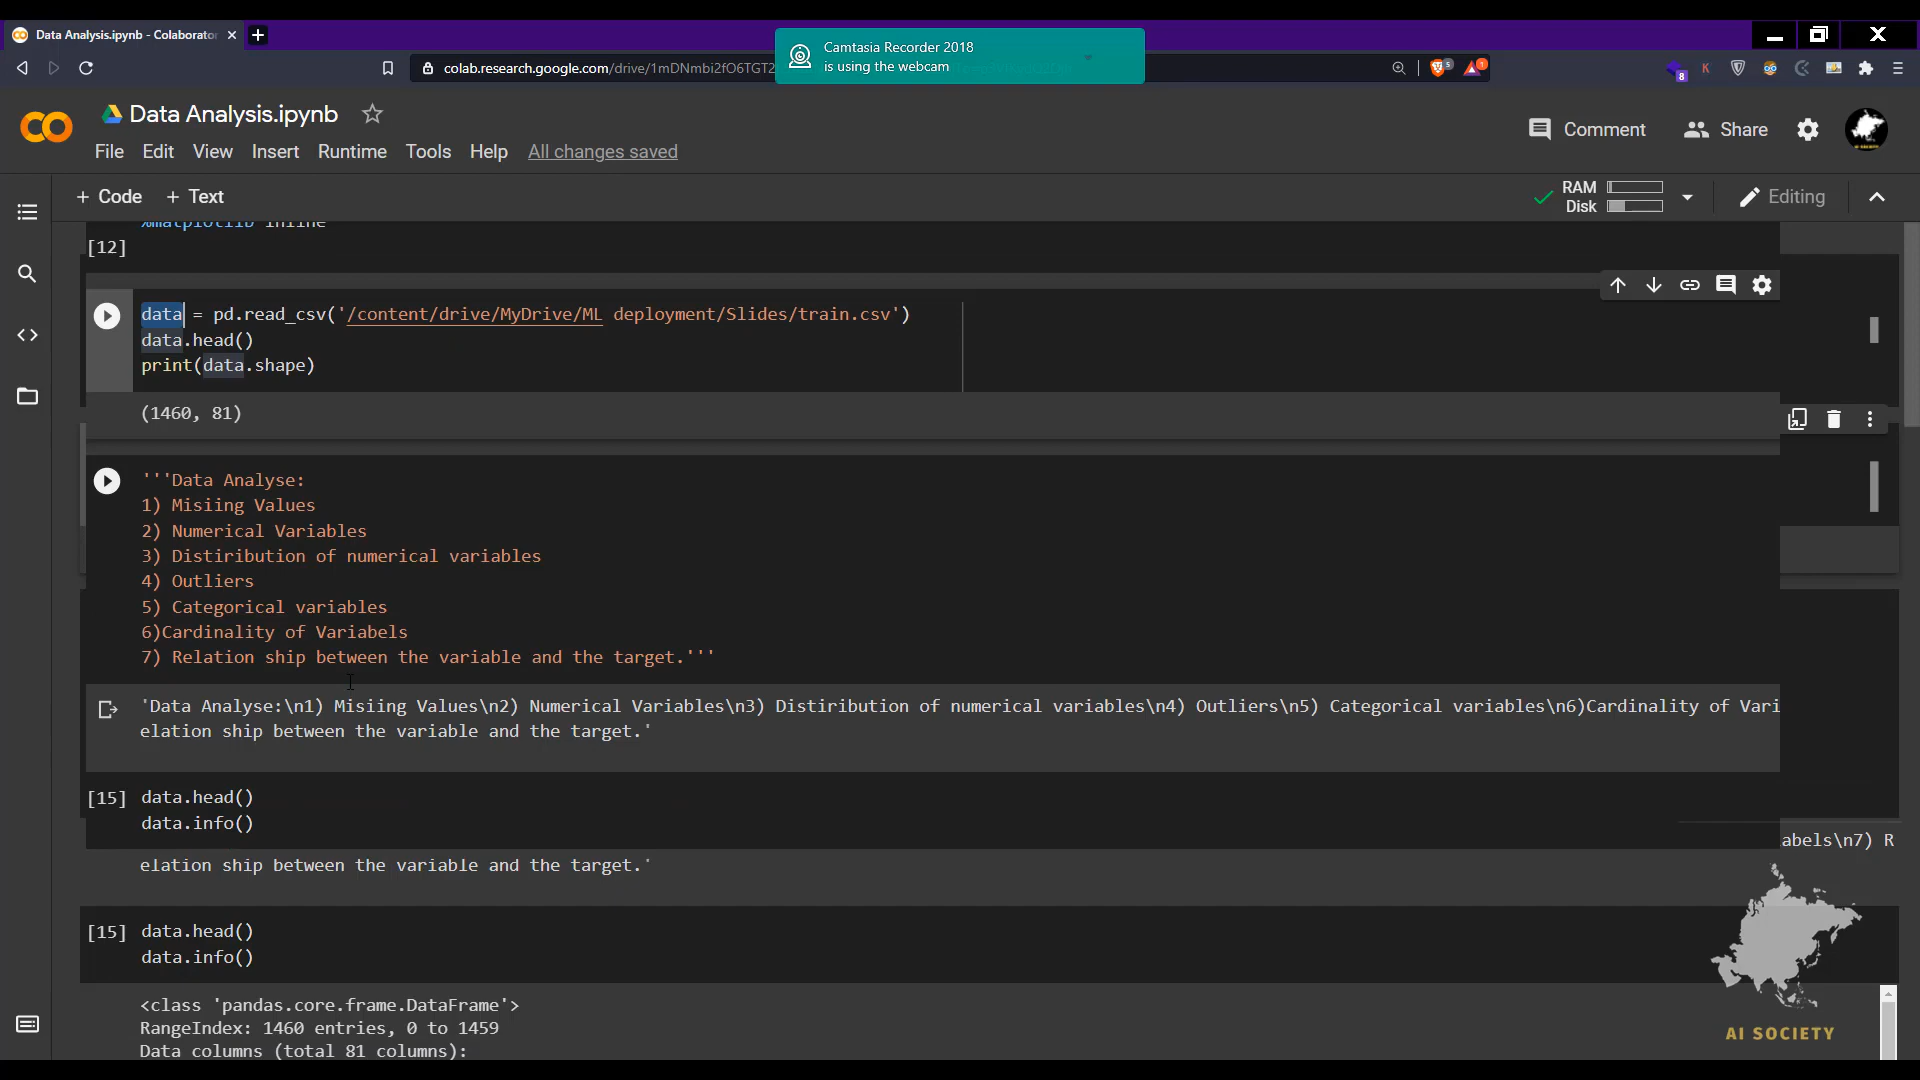 Data Analysis.ipynb - Colaborator
Camtasia Recorder 2018
is using the webcam
colab.research.google.com/drive/1mDNmbi2fO6TGT2
5
1
8
K
Data Analysis.ipynb
Comment
Share
AI SOCIETY
File Edit View Insert Runtime Tools Help All changes saved
+ Code + Text
RAM
Disk
Editing
%matplotlib inline
[12]
data = pd.read_csv('/content/drive/MyDrive/ML deployment/Slides/train.csv')
data.head()
print(data.shape)
(1460, 81)
'''Data Analyse:
1) Misiing Values
2) Numerical Variables
3) Distiribution of numerical variables
4) Outliers
5) Categorical variables
6)Cardinality of Variabels
7) Relation ship between the variable and the target.'''
'Data Analyse:\n1) Misiing Values\n2) Numerical Variables\n3) Distiribution of numerical variables\n4) Outliers\n5) Categorical variables\n6)Cardinality of Vari
elation ship between the variable and the target.'
[15] data.head()
data.info()
abels\n7) R
elation ship between the variable and the target.'
[15] data.head()
data.info()
<class 'pandas.core.frame.DataFrame'>
RangeIndex: 1460 entries, 0 to 1459
Data columns (total 81 columns):
AI SOCIETY